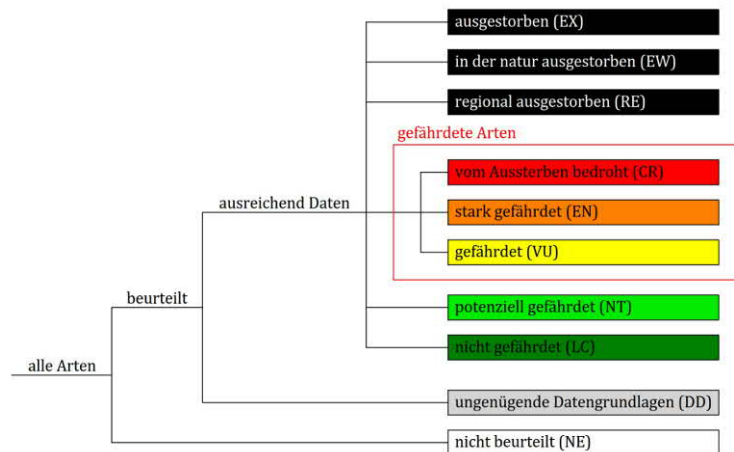 ausgestorben (EX)
in der natur ausgestorben (EW)
regional ausgestorben (RE)
gefährdete Arten
vom Aussterben bedroht (CR)
ausreichend Daten
stark gefährdet (EN)
gefährdet (VU)
beurteilt
potenziell gefährdet (NT)
nicht gefährdet (LC)
alle Arten
ungenügende Datengrundlagen (DD)
nicht beurteilt (NE)